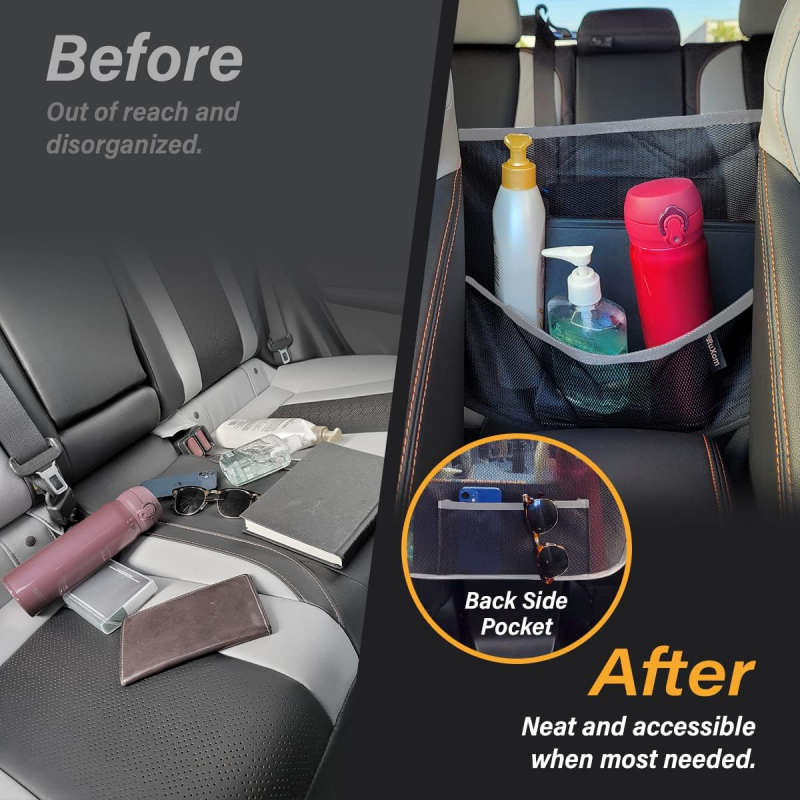 Before
Out of reach and
disorganized.
Back Side
Pocket
After
Neat and accessible
when most needed.